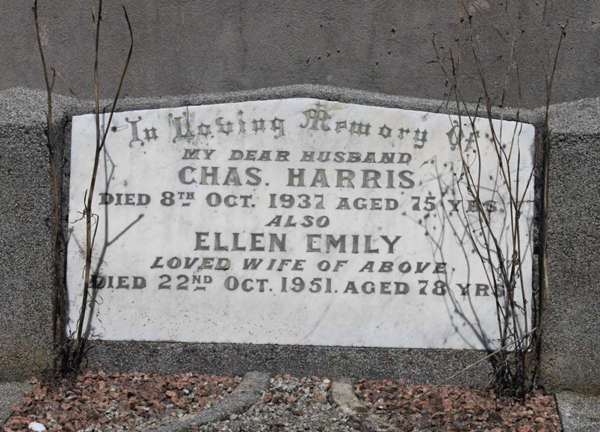 In Loving Memory Of
MY DEAR HUSBAND
CHAS. HARRIS
DIED 8TH OCT. 1937 AGED 75 YRS.
ALSO
ELLEN EMILY
LOVED WIFE OF ABOVE.
DIED 22ND OCT. 1951. AGED 78 YRS